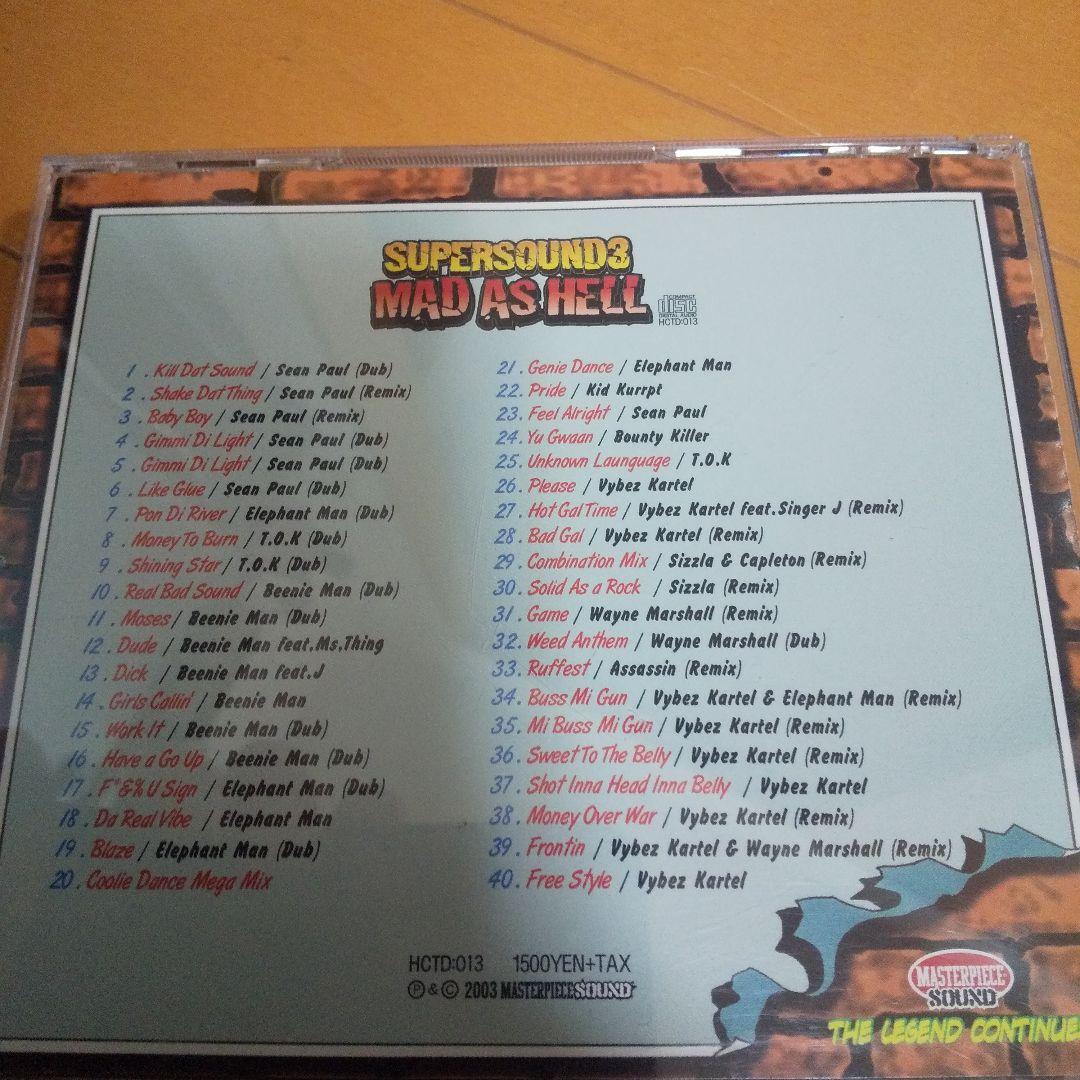 SUPERSOUND3
MAD AS HELL
COMPACT
disc
DIGITAL AUDIO
HCTD:013
1. Kill Dat Sound / Sean Paul (Dub)
2. Shake Dat Thing / Sean Paul (Remix)
3. Baby Boy / Sean Paul (Remix)
4. Gimmi Di Light / Sean Paul (Dub)
5. Gimmi Di Light / Sean Paul (Dub)
6. Like Glue / Sean Paul (Dub)
7. Pon Di River / Elephant Man (Dub)
8. Money To Burn / T.O.K (Dub)
9. Shining Star / T.O.K (Dub)
10. Real Bad Sound / Beenie Man (Dub)
11. Moses / Beenie Man (Dub)
12. Dude / Beenie Man feat.Ms,Thing
13. Dick / Beenie Man feat.J
14. Girls Callin' / Beenie Man
15. Work It / Beenie Man (Dub)
16. Have a Go Up / Beenie Man (Dub)
17. F*&% U Sign / Elephant Man (Dub)
18. Da Real Vibe / Elephant Man
19. Blaze / Elephant Man (Dub)
20. Coolie Dance Mega Mix
21. Genie Dance / Elephant Man
22. Pride / Kid Kurrpt
23. Feel Alright / Sean Paul
24. Yu Gwaan / Bounty Killer
25. Unknown Launguage / T.O.K
26. Please / Vybez Kartel
27. Hot Gal Time / Vybez Kartel feat.Singer J (Remix)
28. Bad Gal / Vybez Kartel (Remix)
29. Combination Mix / Sizzla & Capleton (Remix)
30. Solid As a Rock / Sizzla (Remix)
31. Game / Wayne Marshall (Remix)
32. Weed Anthem / Wayne Marshall (Dub)
33. Ruffest / Assassin (Remix)
34. Buss Mi Gun / Vybez Kartel & Elephant Man (Remix)
35. Mi Buss Mi Gun / Vybez Kartel (Remix)
36. Sweet To The Belly / Vybez Kartel (Remix)
37. Shot Inna Head Inna Belly / Vybez Kartel
38. Money Over War / Vybez Kartel (Remix)
39. Frontin / Vybez Kartel & Wayne Marshall (Remix)
40. Free Style / Vybez Kartel
HCTD:013 1500YEN+TAX
℗ & © 2003 MASTERPIECE SOUND
MASTERPIECE
SOUND
THE LEGEND CONTINUE